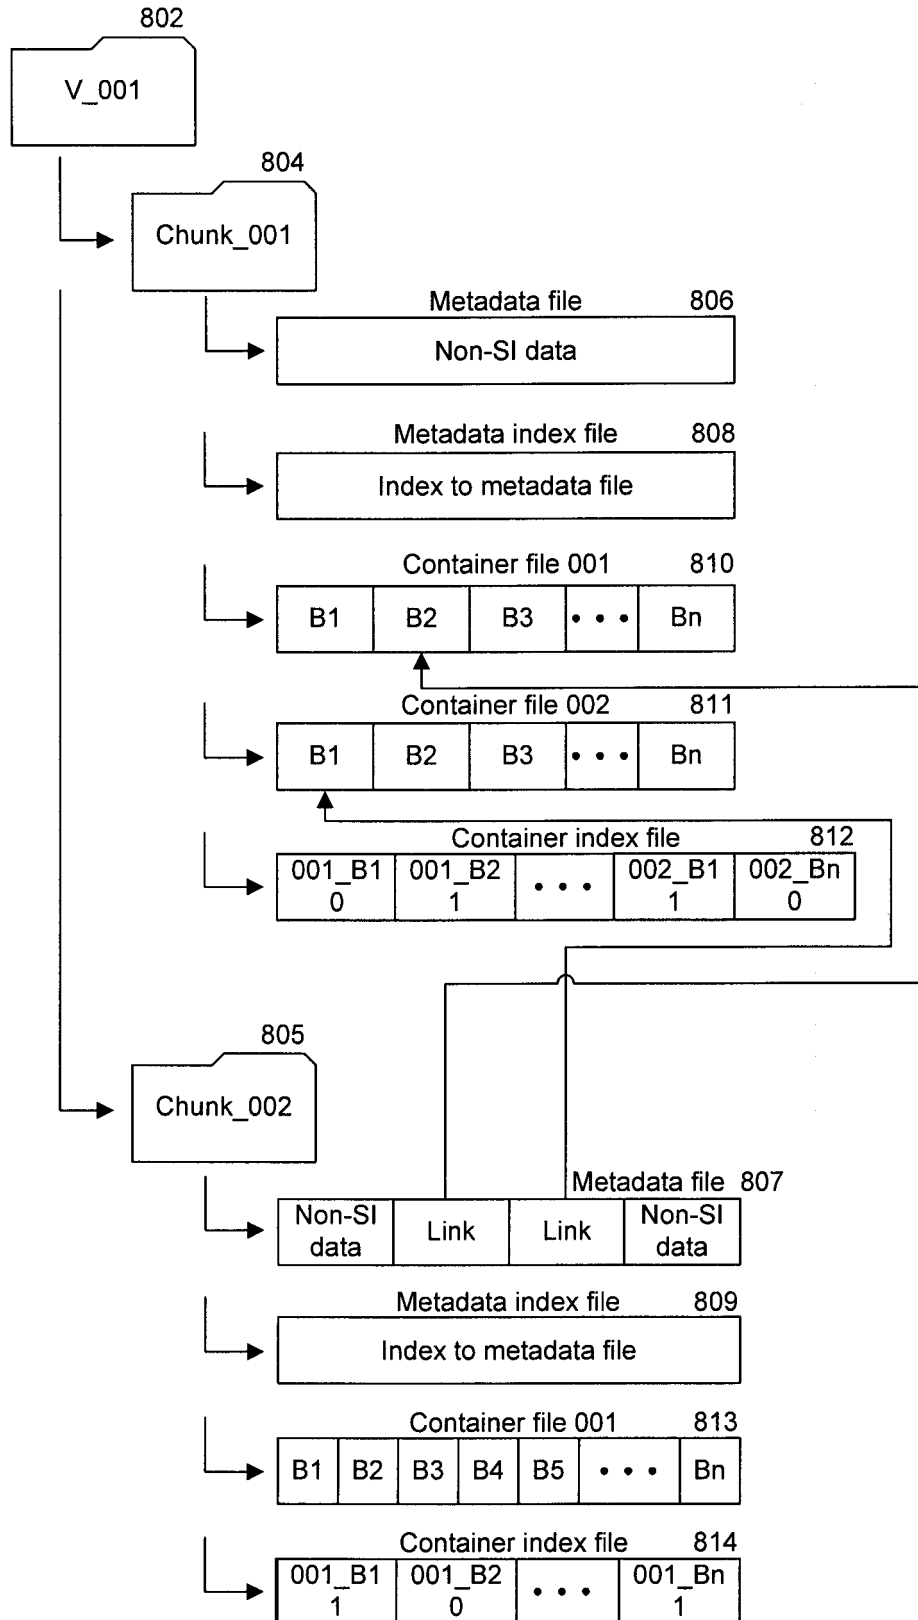 802
V_001
804
Chunk_001
Metadata file 806
Non-SI data
Metadata index file 808
Index to metadata file
Container file 001 810
B1 B2 B3 • • • Bn
Container file 002 811
B1 B2 B3 • • • Bn
Container index file 812
001_B1 001_B2 • • • 002_B1 002_Bn
0 1 1 0
805
Chunk_002
Metadata file 807
Non-SI data Link Link Non-SI data
Metadata index file 809
Index to metadata file
Container file 001 813
B1 B2 B3 B4 B5 • • • Bn
Container index file 814
001_B1 001_B2 • • • 001_Bn
1 0 1